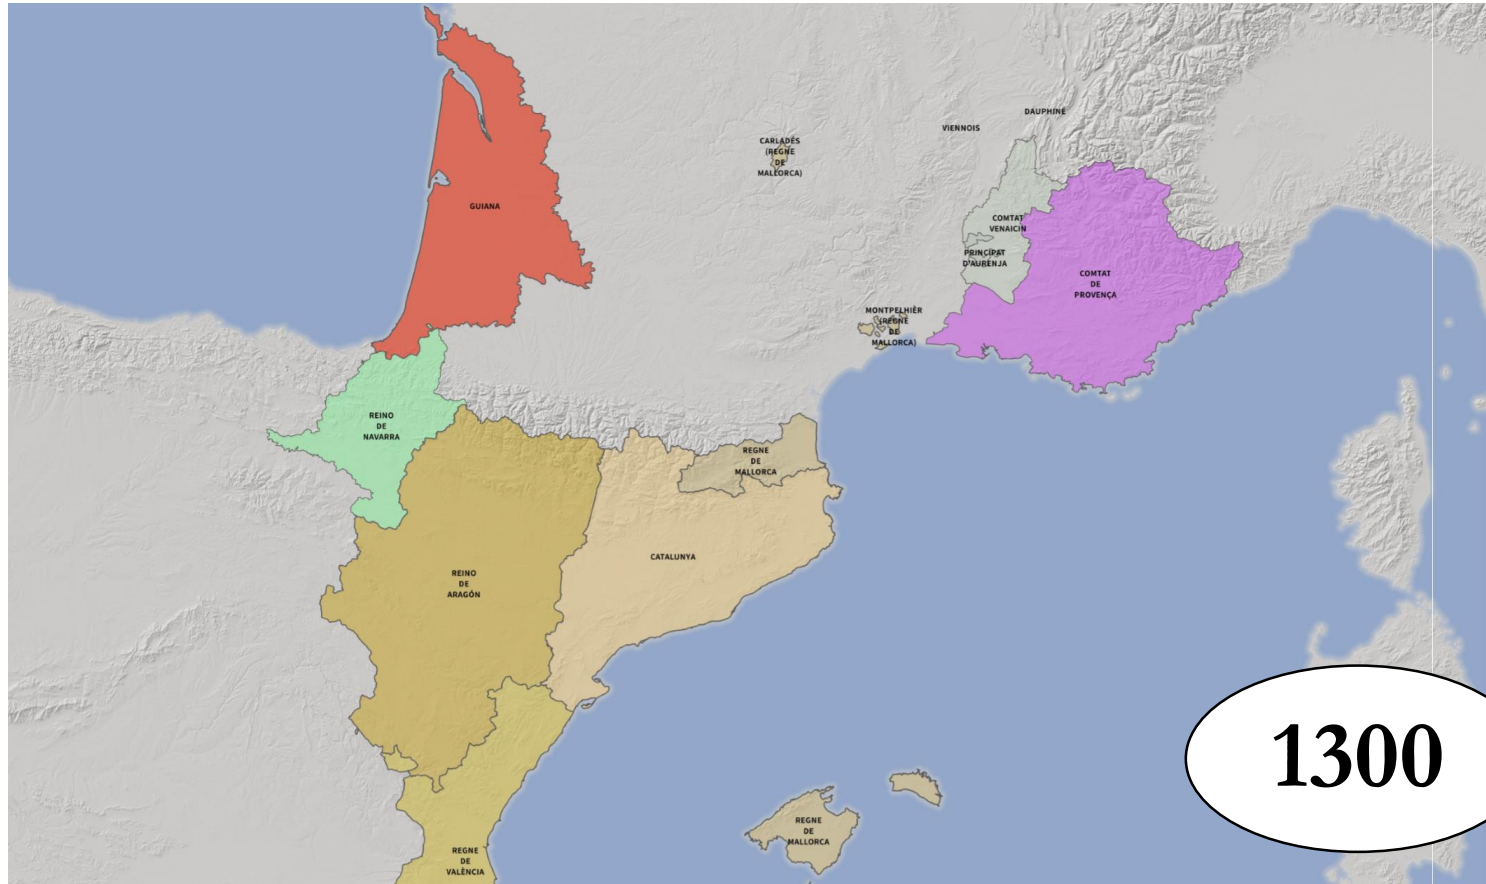 DAUPHINÉ
VIENNOIS
CARLADÉS
(REGNE
DE
MALLORCA)
GUIANA
COMTAT
VENAICIN
PRINCIPAT
D'AURENJA
COMTAT
DE
PROVENÇA
MONTPELHIÈR
(REGNE
DE
MALLORCA)
REINO
DE
NAVARRA
REGNE
DE
MALLORCA
CATALUNYA
REINO
DE
ARAGÓN
1300
REGNE
DE
MALLORCA
REGNE
DE
VALÈNCIA